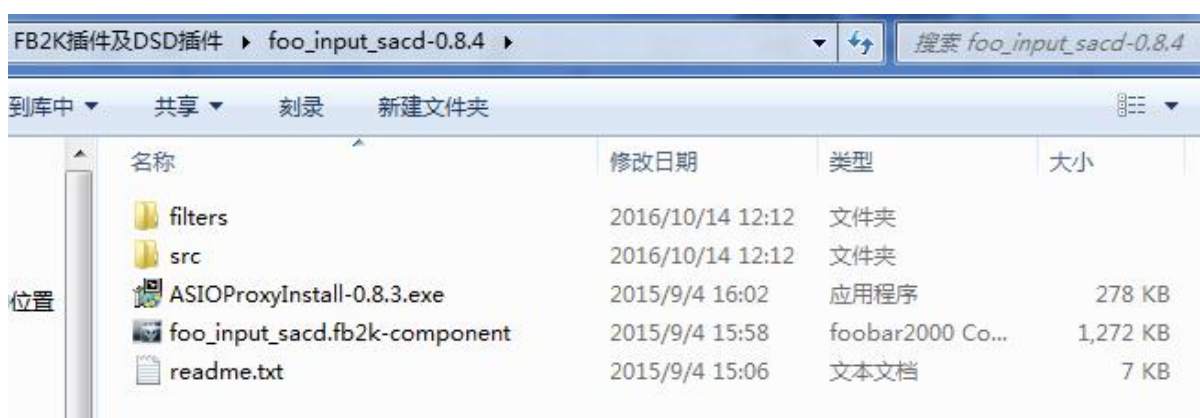 FB2K插件及DSD插件 ▸ foo_input_sacd-0.8.4 ▸ 搜索 foo_input_sacd-0.8.4
到库中 共享 刻录 新建文件夹
名称 修改日期 类型 大小
filters 2016/10/14 12:12 文件夹
src 2016/10/14 12:12 文件夹
位置 ASIOProxyInstall-0.8.3.exe 2015/9/4 16:02 应用程序 278 KB
foo_input_sacd.fb2k-component 2015/9/4 15:58 foobar2000 Co... 1,272 KB
readme.txt 2015/9/4 15:06 文本文档 7 KB